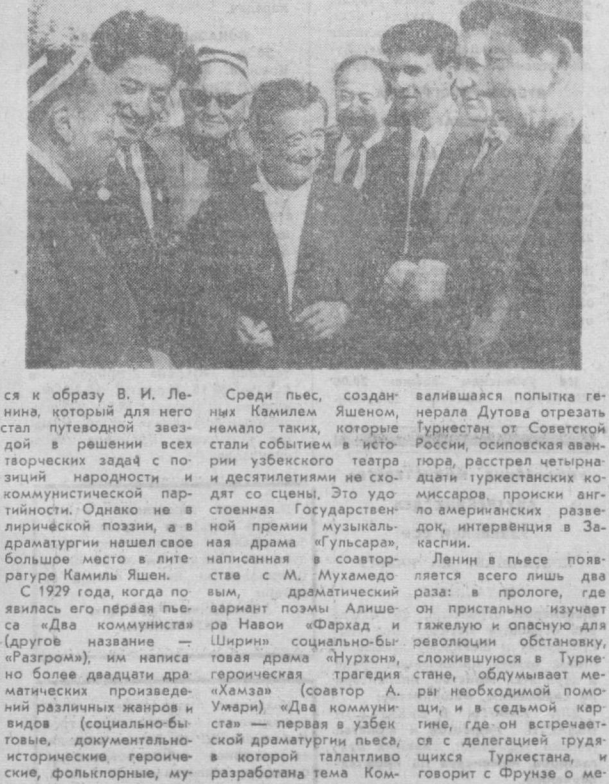 ся к образу В. И. Ле-
нина, который для него
стал путеводной звез-
дой в решении всех
творческих задач с по-
зиций народности и
коммунистической пар-
тийности. Однако не в
лирической поэзии, а в
драматургии нашел свое
большое место в лите-
ратуре Камиль Яшен.
С 1929 года, когда по
явилась его первая пье-
са «Два коммуниста»
(другое название —
«Разгром»), им написа
но более двадцати дра
матических произведе-
ний различных жанров и
видов (социально-бы-
товые, документально-
исторические, героиче-
ские, фольклорные, му-
Среди пьес, создан-
ных Камилем Яшеном,
немало таких, которые
стали событием в исто-
рии узбекского театра
и десятилетиями не схо-
дят со сцены. Это удо
стоенная Государствен-
ной премии музыкаль-
ная драма «Гульсара»,
написанная в соавтор-
стве с М. Мухамедо
вым, драматический
вариант поэмы Алише-
ра Навои «Фархад и
Ширин» социально-бы-
товая драма «Нурхон»,
героическая трагедия
«Хамза» (соавтор А.
Умари) «Два коммуни-
ста» — первая в узбек
ской драматургии пьеса,
в которой талантливо
разработана тема Ком-
валившаяся попытка ге-
нерала Дутова отрезать
Туркестан от Советской
России, осиповская аван-
тюра, расстрел четырна-
дцати туркестанских ко-
миссаров, происки анг-
ло американских разве-
док, интервенция в За-
каспии.
Ленин в пьесе появ-
ляется всего лишь два
раза: в прологе, где
он пристально изучает
тяжелую и опасную для
революции обстановку,
сложившуюся в Турке-
стане, обдумывает ме-
ры необходимой помо-
щи, и в седьмой кар-
тине, где он встречает-
ся с делегацией трудя-
щихся Туркестана, и
говорит с Фрунзе о ме-